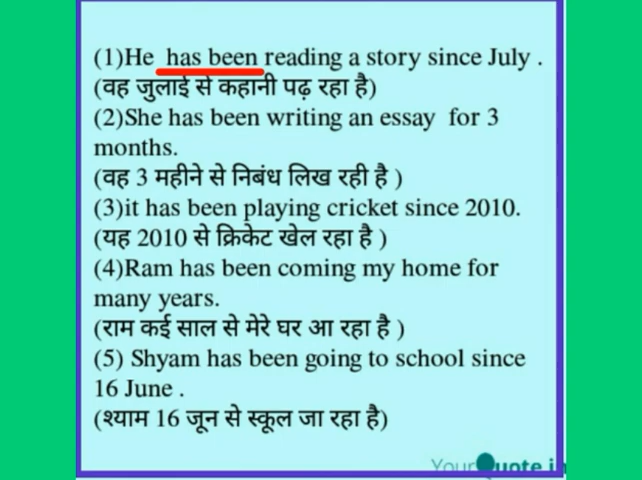 (1)He has been reading a story since July .
(वह जुलाई से कहानी पढ़ रहा है)
(2)She has been writing an essay for 3
months.
(वह 3 महीने से निबंध लिख रही है )
(3)it has been playing cricket since 2010.
(यह 2010 से क्रिकेट खेल रहा है )
(4)Ram has been coming my home for
many years.
(राम कई साल से मेरे घर आ रहा है )
(5) Shyam has been going to school since
16 June .
(श्याम 16 जून से स्कूल जा रहा है)